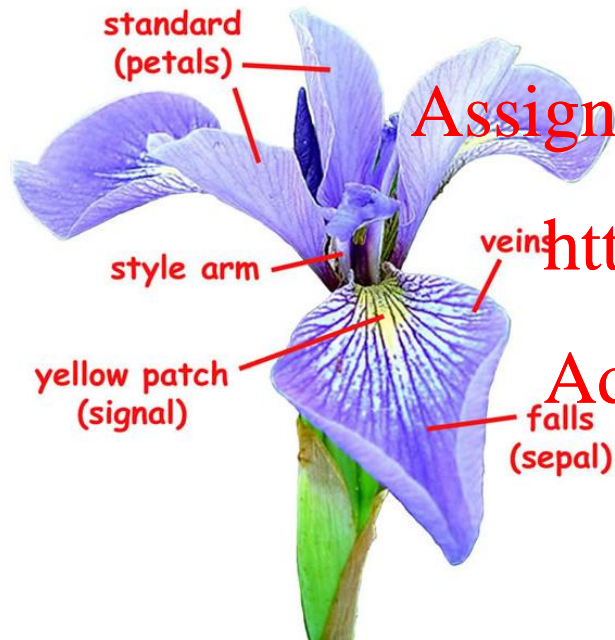 standard
(petals)
Assign
style arm
veins
htt
yellow patch
(signal)
Ac
falls
(sepal)